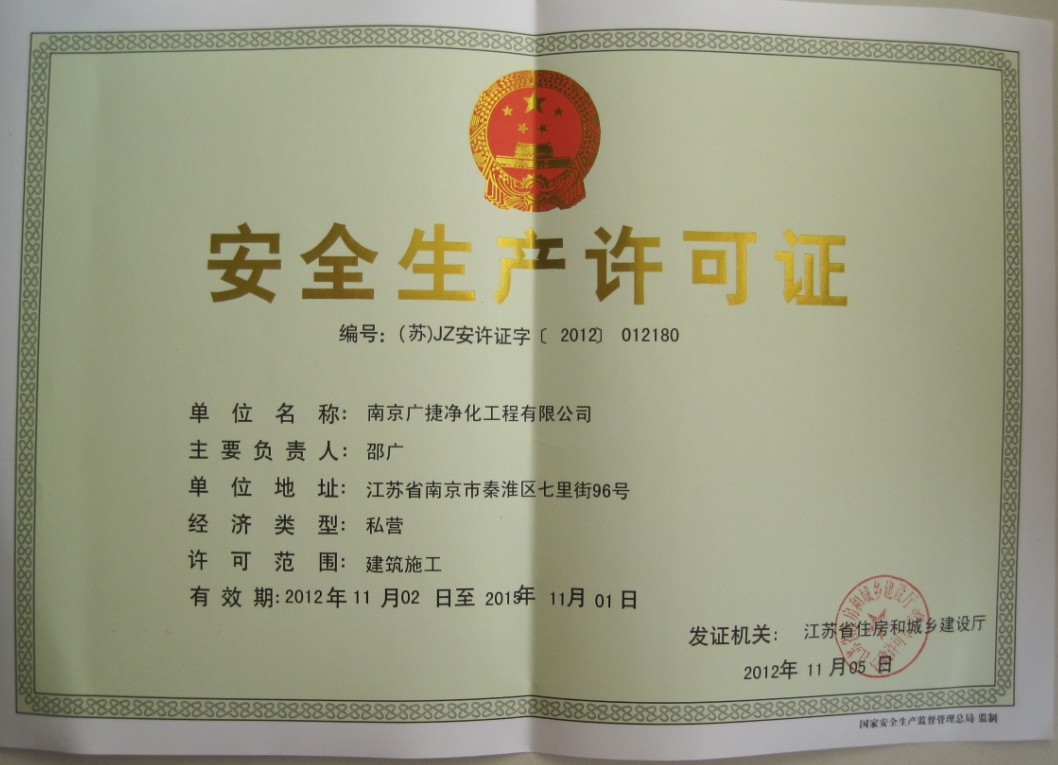 安全生产许可证
编号:(苏)JZ安许证字〔2012〕012180
单位名称: 南京广捷净化工程有限公司
主要负责人: 邵广
单位地址: 江苏省南京市秦淮区七里街96号
经济类型: 私营
许可范围: 建筑施工
有效期:2012年11月02日至2015年11月01日
发证机关: 江苏省住房和城乡建设厅
2012年11月05日
国家安全生产监督管理总局 监制